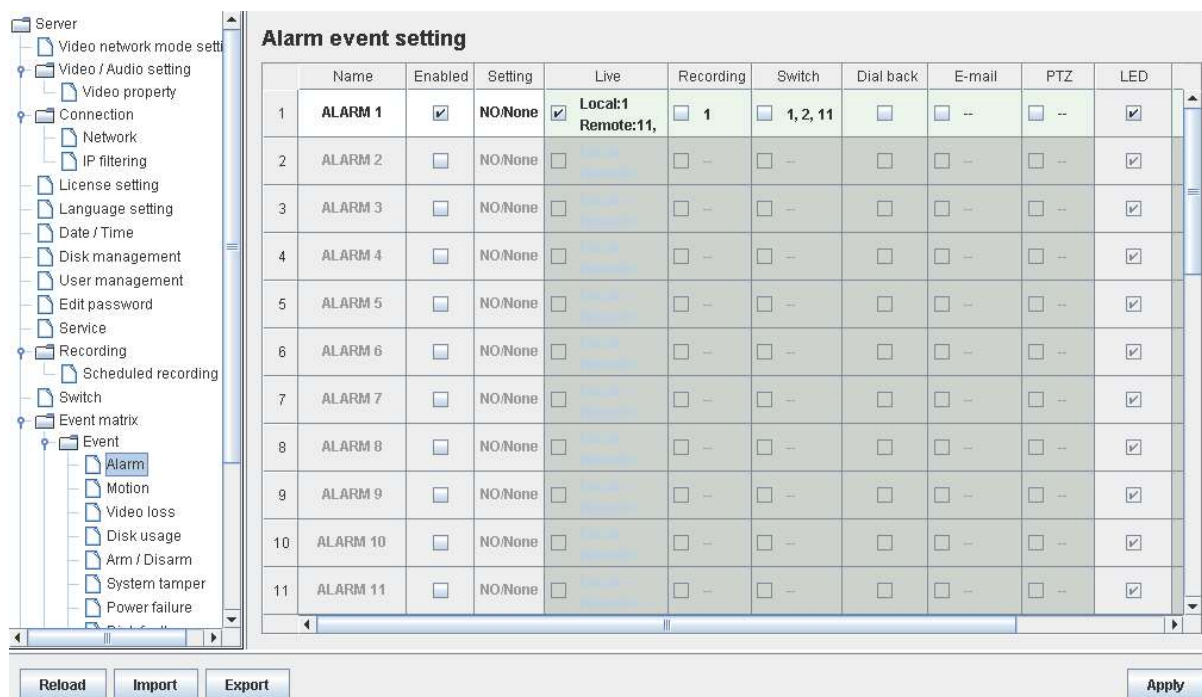 Server
Video network mode setti
Video / Audio setting
Video property
Connection
Network
IP filtering
License setting
Language setting
Date / Time
Disk management
User management
Edit password
Service
Recording
Scheduled recording
Switch
Event matrix
Event
Alarm
Motion
Video loss
Disk usage
Arm / Disarm
System tamper
Power failure
Alarm event setting
Name Enabled Setting Live Recording Switch Dial back E-mail PTZ LED
1 ALARM 1 NO/None Local:1 1 1, 2, 11 -- --
Remote:11,
2 ALARM 2 NO/None -- -- -- --
3 ALARM 3 NO/None -- -- -- --
4 ALARM 4 NO/None -- -- -- --
5 ALARM 5 NO/None -- -- -- --
6 ALARM 6 NO/None -- -- -- --
7 ALARM 7 NO/None -- -- -- --
8 ALARM 8 NO/None -- -- -- --
9 ALARM 9 NO/None -- -- -- --
10 ALARM 10 NO/None -- -- -- --
11 ALARM 11 NO/None -- -- -- --
Reload Import Export Apply